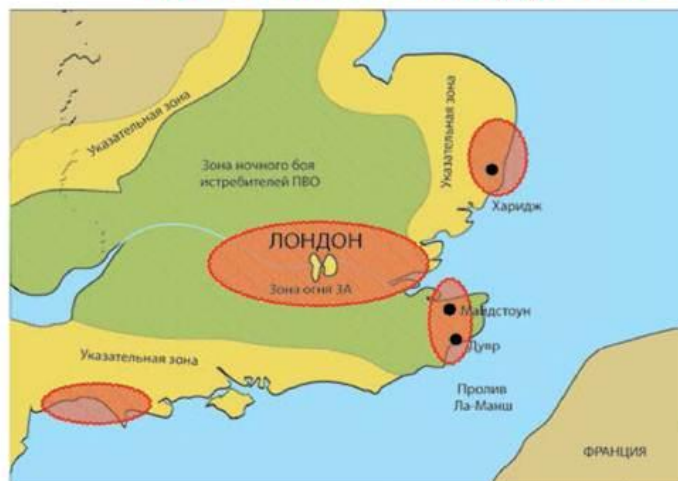 Указательная зона
Указательная зона
Зона ночного боя
истребителей ПВО
Харидж
ЛОНДОН
Зона огня ЗА
Майдстоун
Дувр
Указательная зона
Пролив
Ла-Манш
ФРАНЦИЯ